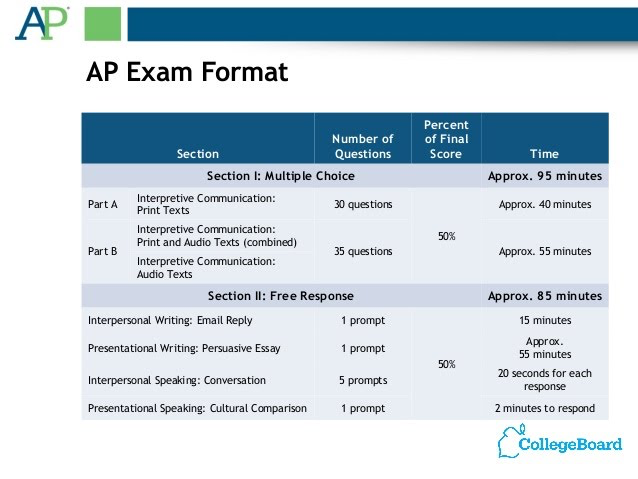 AP
AP Exam Format
Section
Number of
Questions
Percent
of Final
Score
Time
Section I: Multiple Choice
Approx. 95 minutes
Part A
Interpretive Communication:
Print Texts
30 questions
50%
Approx. 40 minutes
Part B
Interpretive Communication:
Print and Audio Texts (combined)
Interpretive Communication:
Audio Texts
35 questions
Approx. 55 minutes
Section II: Free Response
Approx. 85 minutes
Interpersonal Writing: Email Reply
1 prompt
50%
15 minutes
Presentational Writing: Persuasive Essay
1 prompt
Approx.
55 minutes
Interpersonal Speaking: Conversation
5 prompts
20 seconds for each
response
Presentational Speaking: Cultural Comparison
1 prompt
2 minutes to respond
CollegeBoard